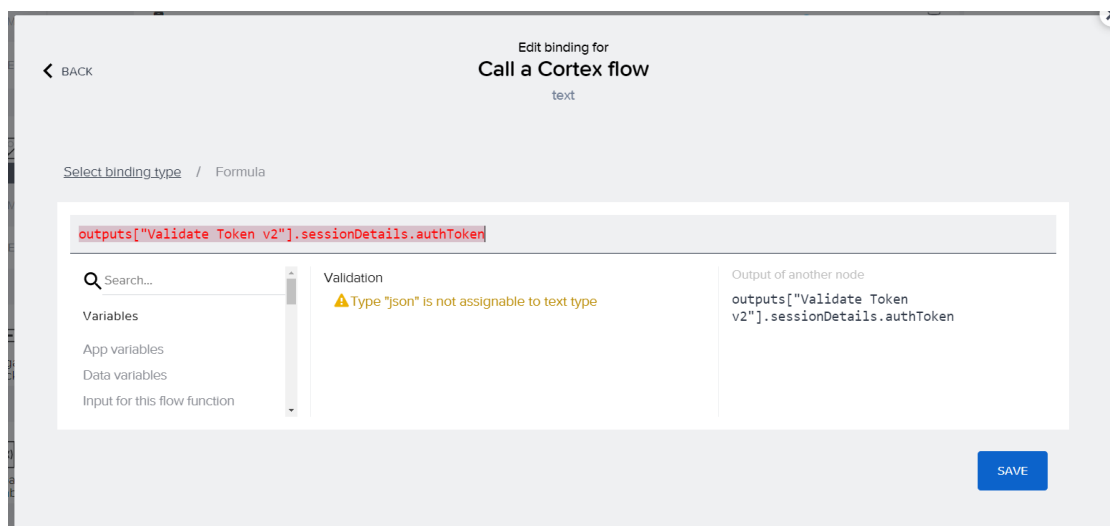 Edit binding for
BACK
Call a Cortex flow
text
Select binding type / Formula
outputs["Validate Token v2"].sessionDetails.authToken
Search...
Variables
App variables
Data variables
Input for this flow function
Validation
Type "json" is not assignable to text type
Output of another node
outputs["Validate Token
v2"].sessionDetails.authToken
SAVE